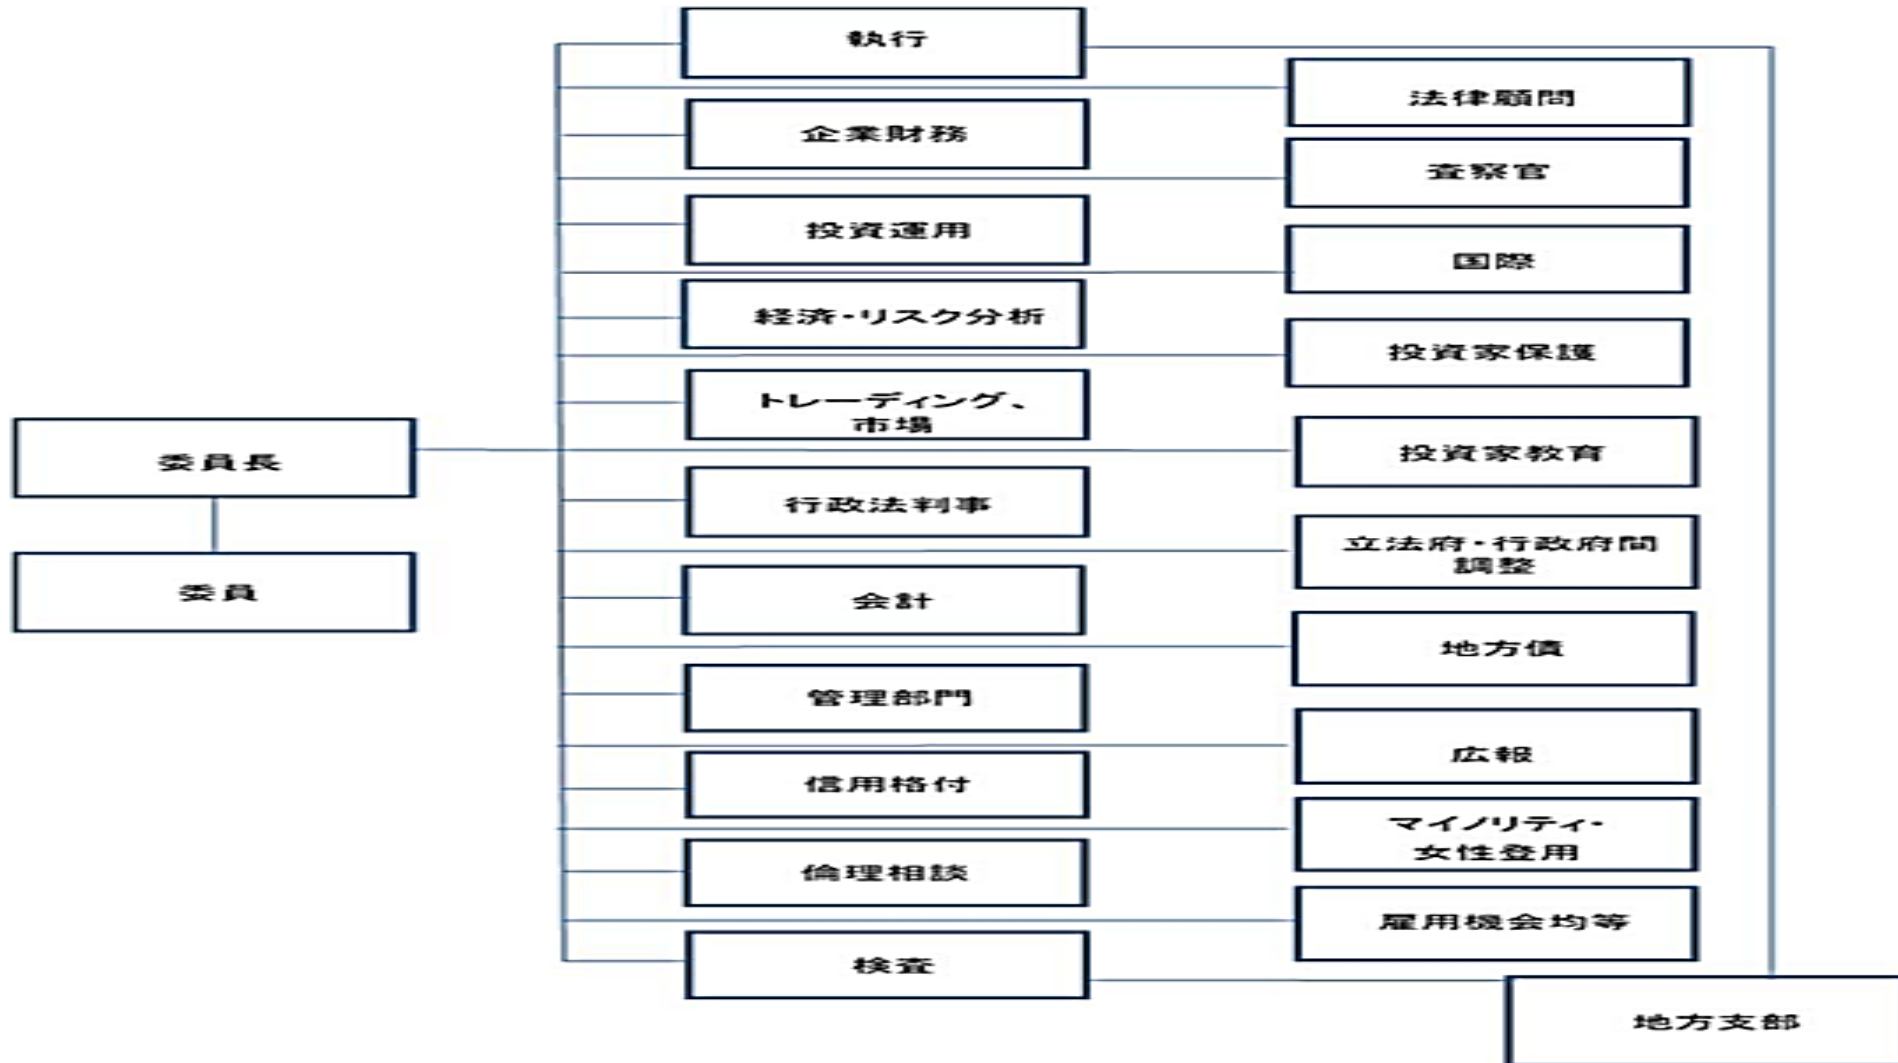 執行
法律顧問
企業財務
査察官
投資運用
国際
経済・リスク分析
投資家保護
トレーディング、
市場
投資家教育
委員長
行政法判事
立法府・行政府間
調整
委員
会計
地方債
管理部門
広報
信用格付
マイノリティ・
女性登用
倫理相談
雇用機会均等
検査
地方支部